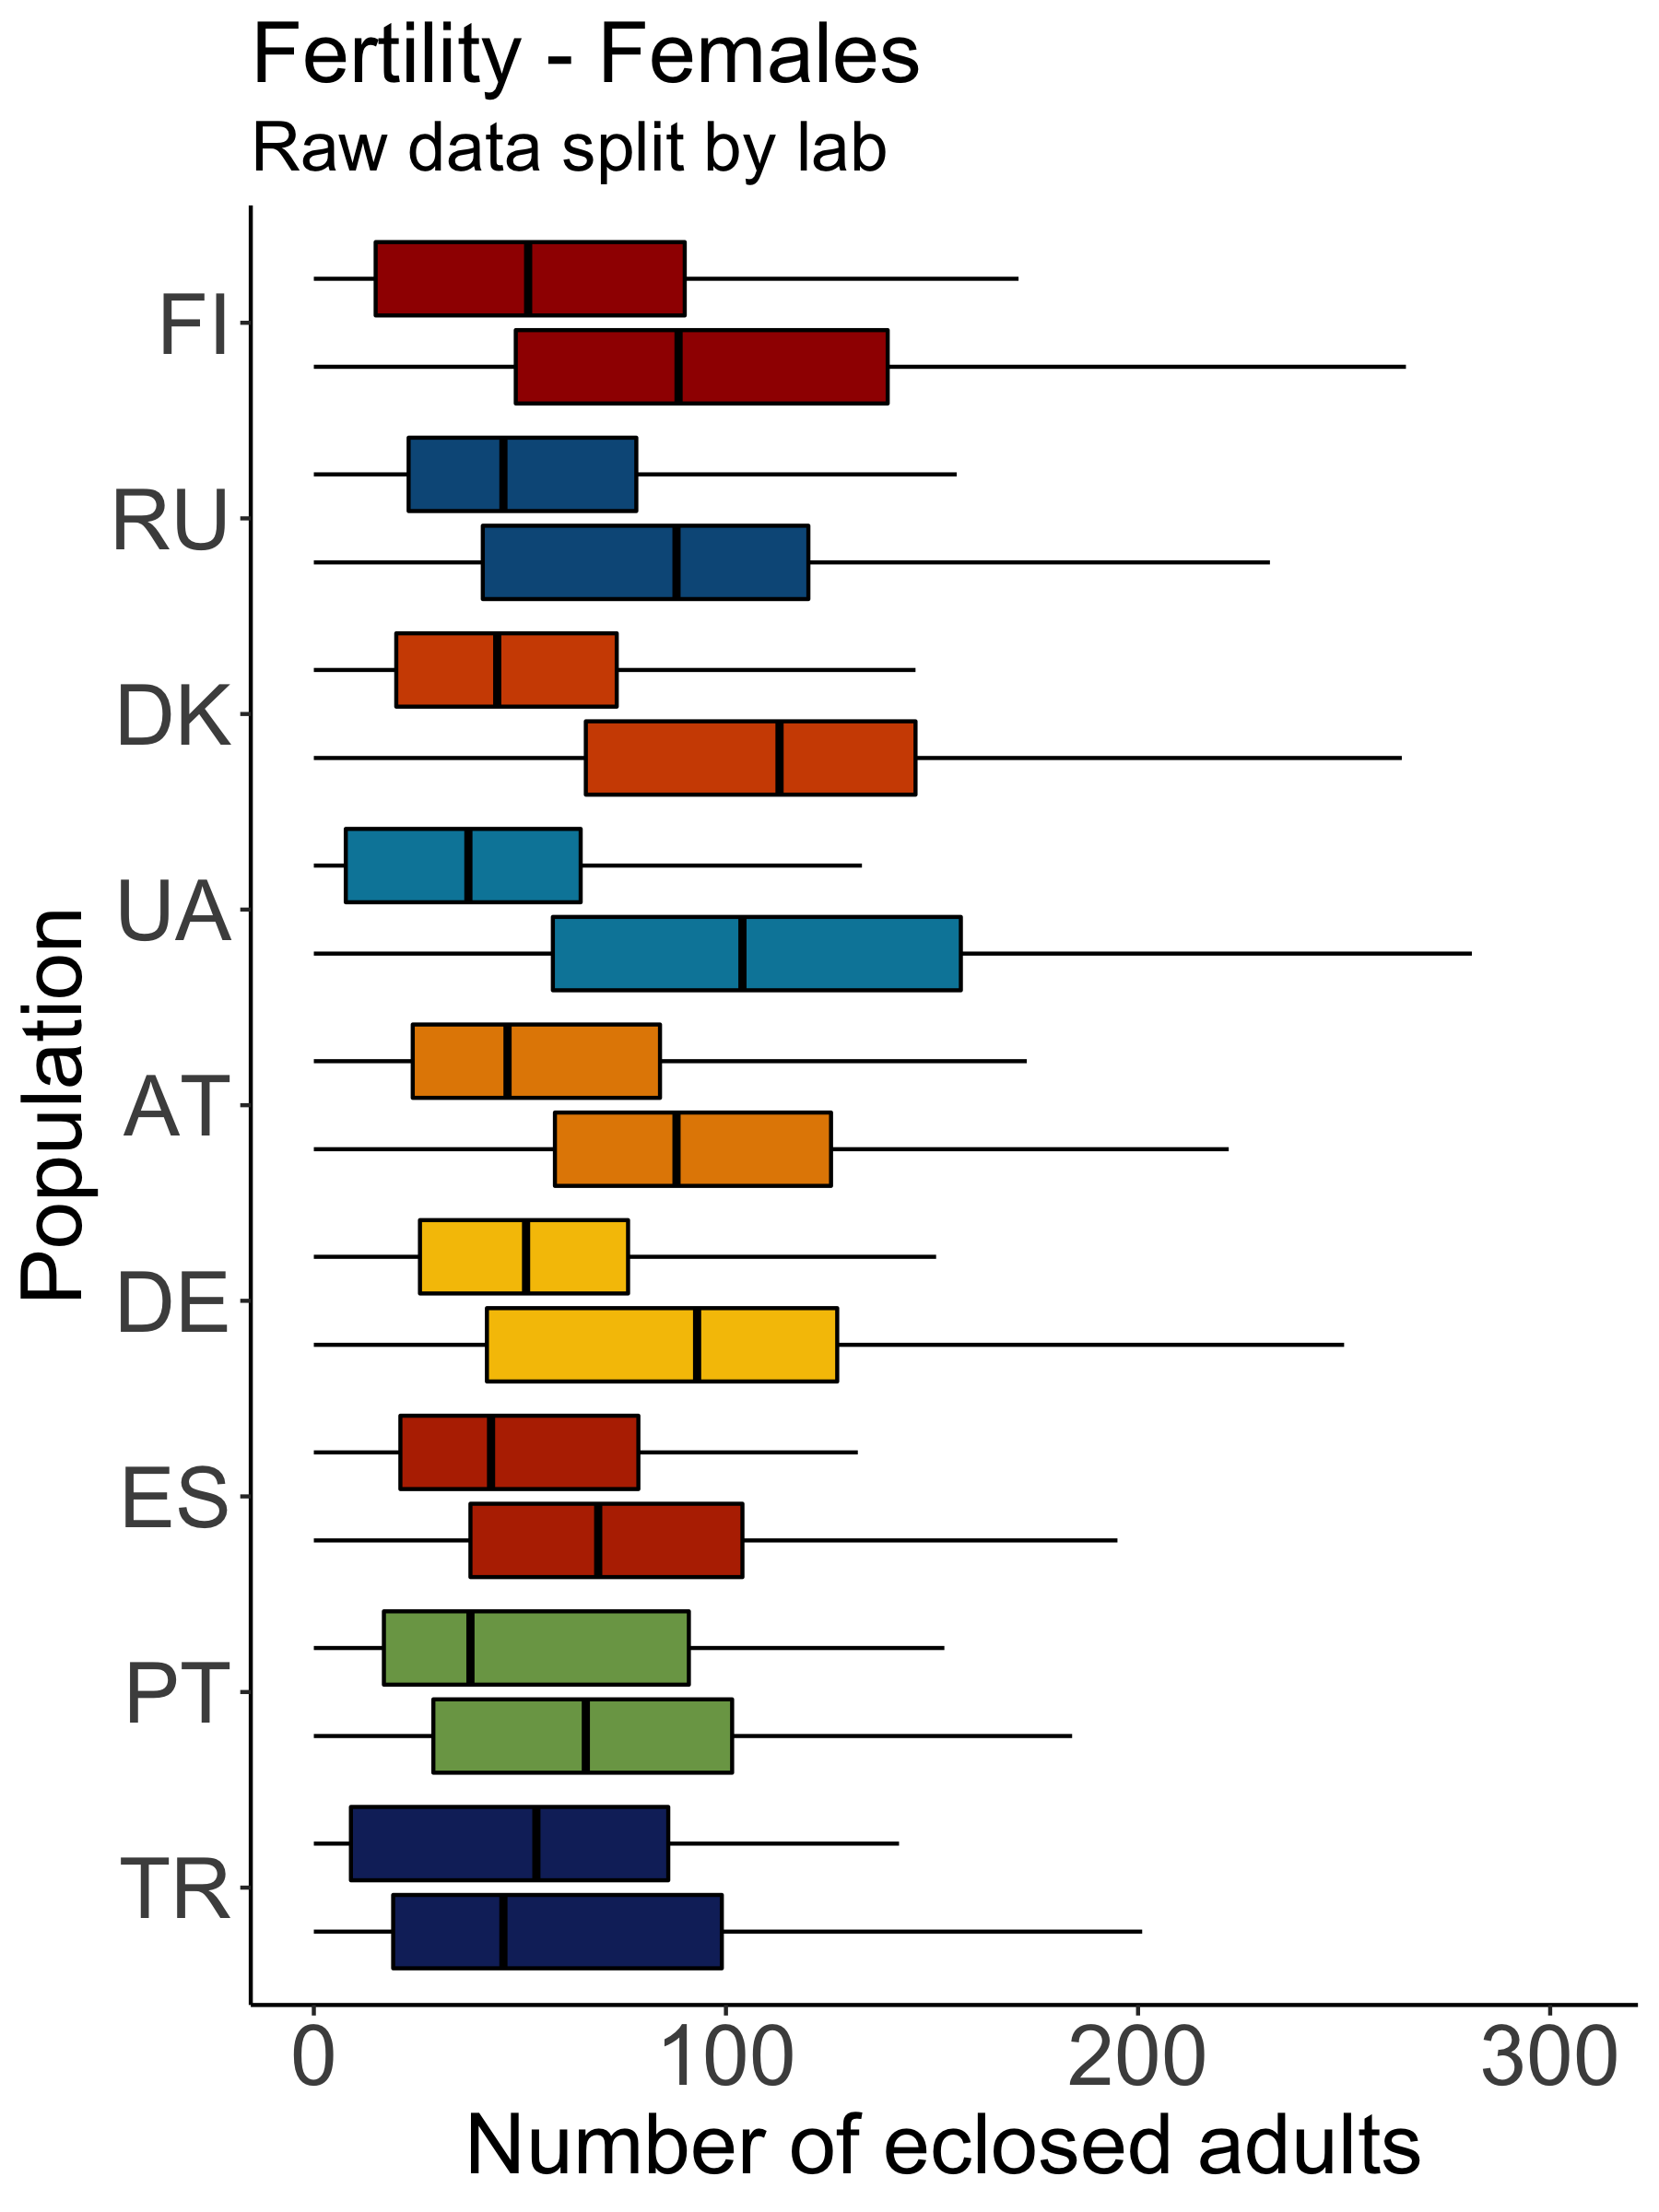 Fertility - Females
Raw data split by lab
Population
FI
RU
DK
UA
AT
DE
ES
PT
TR
0 100 200 300
Number of eclosed adults